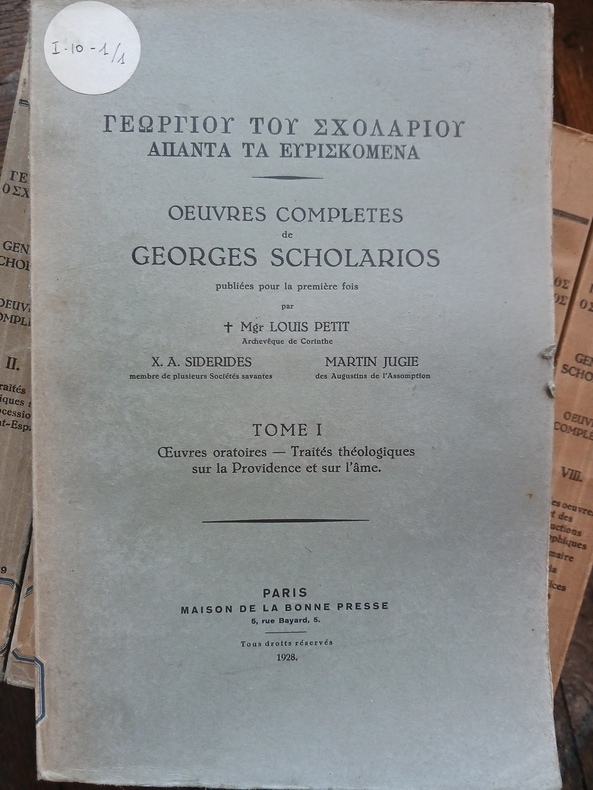 I-10-1/1
ΓΕΩΡΓΙΟΥ ΤΟΥ ΣΧΟΛΑΡΙΟΥ
ΑΠΑΝΤΑ ΤΑ ΕΥΡΙΣΚΟΜΕΝΑ
OEUVRES COMPLETES
de
GEORGES SCHOLARIOS
publiées pour la première fois
par
✝ Mgr LOUIS PETIT
Archevêque de Corinthe
X. A. SIDERIDES MARTIN JUGIE
membre de plusieurs Sociétés savantes des Augustins de l'Assomption
TOME I
Œuvres oratoires — Traités théologiques
sur la Providence et sur l'âme.
PARIS
MAISON DE LA BONNE PRESSE
5, rue Bayard, 5.
Tous droits réservés
1928.
II.
VIII.